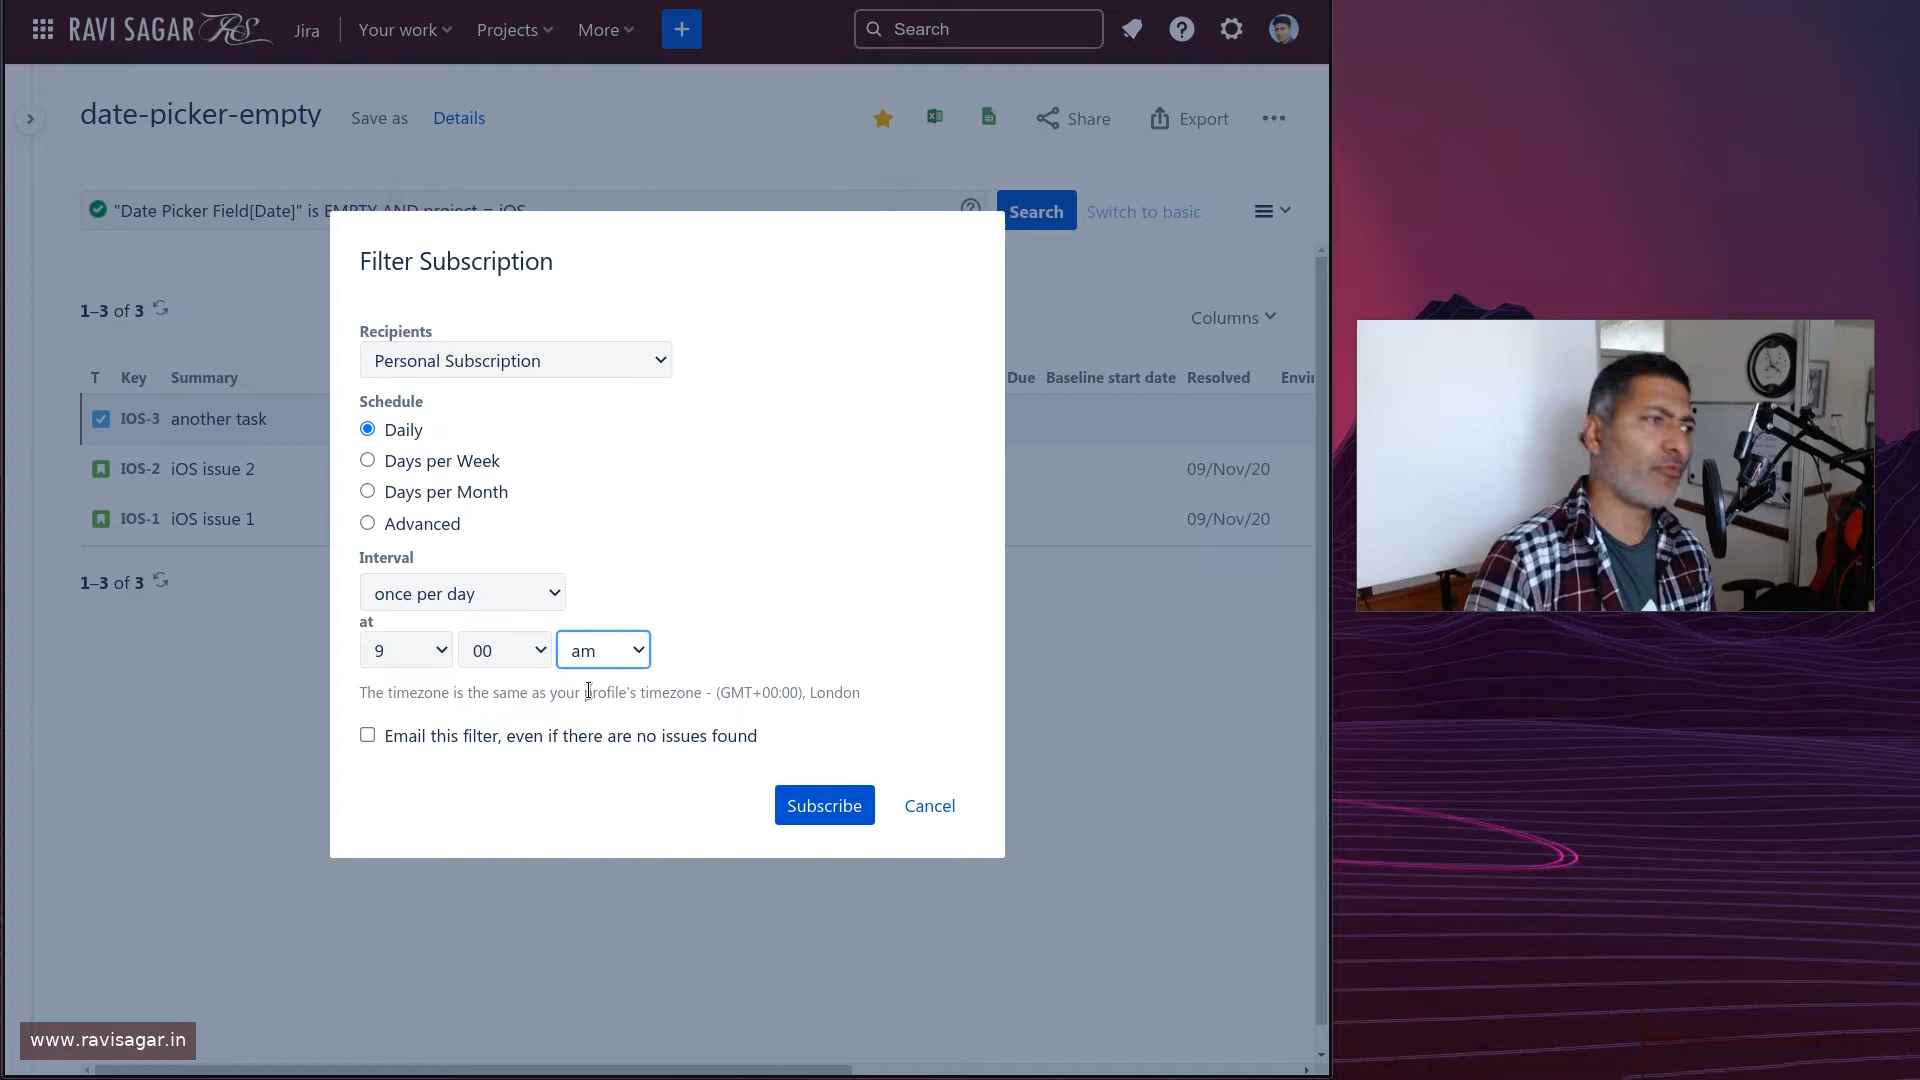 RAVI SAGAR RS Jira Your work Projects More + Search
date-picker-empty Save as Details Share Export
"Date Picker Field[Date]" is EMPTY AND project = iOS Search Switch to basic
Filter Subscription
1–3 of 3 Columns
Recipients
Personal Subscription
T Key Summary Due Baseline start date Resolved
Schedule
IOS-3 another task
Daily
Days per Week
IOS-2 iOS issue 2 09/Nov/20
Days per Month
IOS-1 iOS issue 1 09/Nov/20
Advanced
Interval
1–3 of 3
once per day
at
9 00 am
The timezone is the same as your profile's timezone - (GMT+00:00), London
Email this filter, even if there are no issues found
Subscribe Cancel
www.ravisagar.in